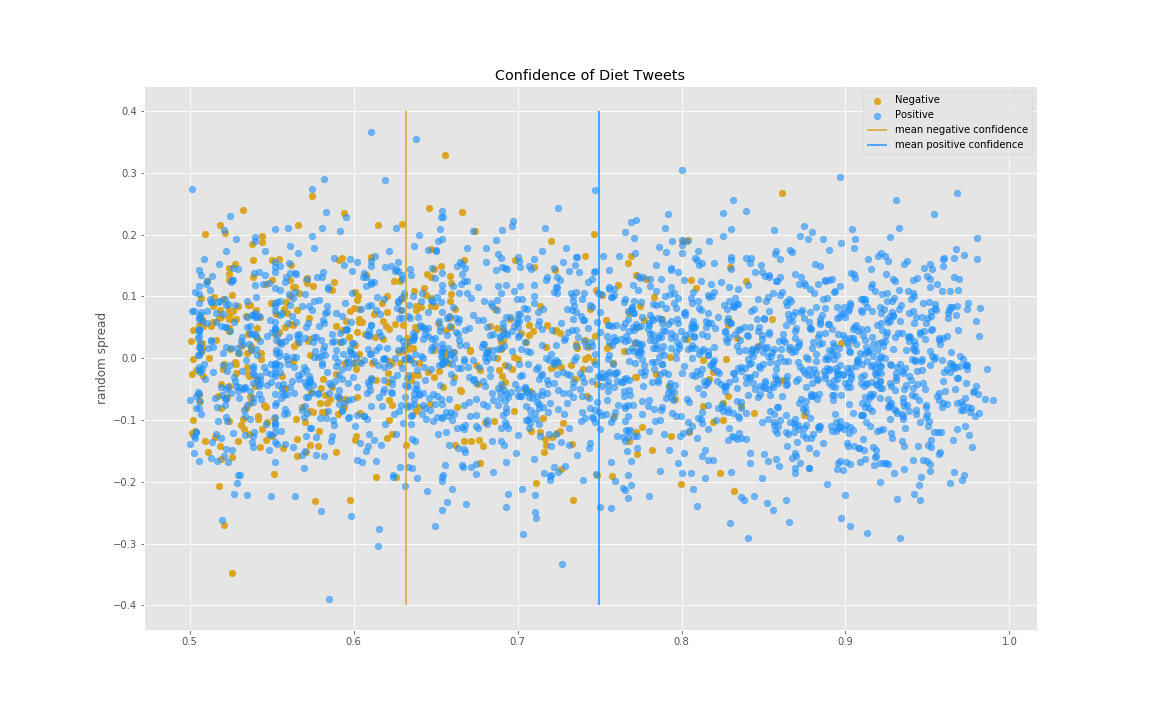 Confidence of Diet Tweets
Negative
Positive
mean negative confidence
mean positive confidence
0.4
0.3
0.2
0.1
0.0
−0.1
−0.2
−0.3
−0.4
random spread
0.5 0.6 0.7 0.8 0.9 1.0